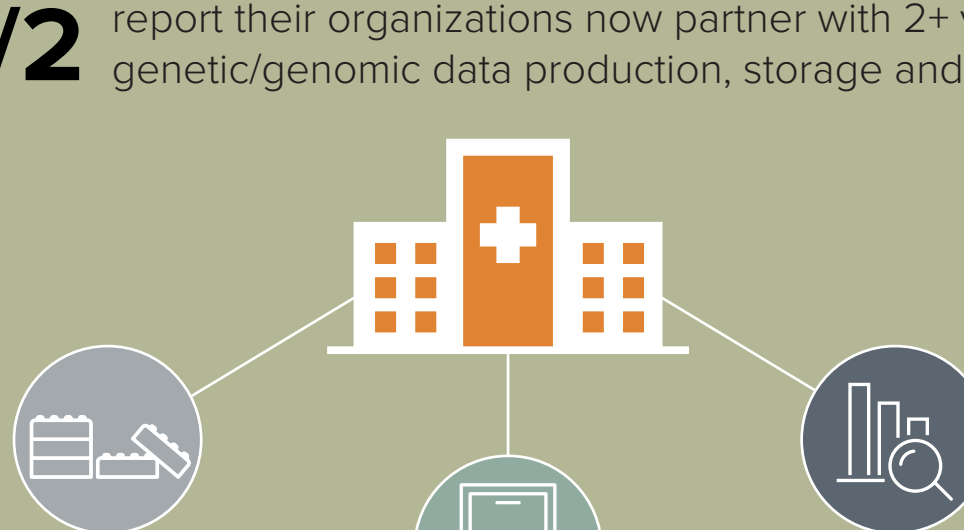 /2 report their organizations now partner with 2+
genetic/genomic data production, storage and